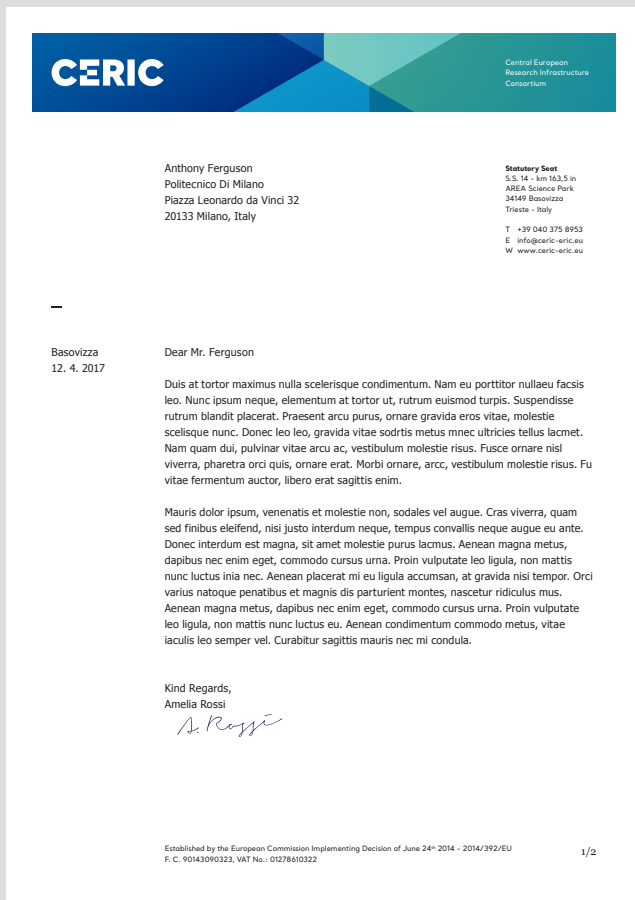 CERIC
Central European
Research Infrastructure
Consortium
Anthony Ferguson
Politecnico Di Milano
Piazza Leonardo da Vinci 32
20133 Milano, Italy
Statutory Seat
S.S. 14 - km 163,5 in
AREA Science Park
34149 Basovizza
Trieste - Italy
T +39 040 375 8953
E info@ceric-eric.eu
W www.ceric-eric.eu
Basovizza
12. 4. 2017
Dear Mr. Ferguson
Duis at tortor maximus nulla scelerisque condimentum. Nam eu porttitor nullaeu facsis
leo. Nunc ipsum neque, elementum at tortor ut, rutrum euismod turpis. Suspendisse
rutrum blandit placerat. Praesent arcu purus, ornare gravida eros vitae, molestie
scelisque nunc. Donec leo leo, gravida vitae sodrtis metus mnec ultricies tellus lacmet.
Nam quam dui, pulvinar vitae arcu ac, vestibulum molestie risus. Fusce ornare nisl
viverra, pharetra orci quis, ornare erat. Morbi ornare, arcc, vestibulum molestie risus. Fu
vitae fermentum auctor, libero erat sagittis enim.
Mauris dolor ipsum, venenatis et molestie non, sodales vel augue. Cras viverra, quam
sed finibus eleifend, nisi justo interdum neque, tempus convallis neque augue eu ante.
Donec interdum est magna, sit amet molestie purus lacmus. Aenean magna metus,
dapibus nec enim eget, commodo cursus urna. Proin vulputate leo ligula, non mattis
nunc luctus inia nec. Aenean placerat mi eu ligula accumsan, at gravida nisi tempor. Orci
varius natoque penatibus et magnis dis parturient montes, nascetur ridiculus mus.
Aenean magna metus, dapibus nec enim eget, commodo cursus urna. Proin vulputate
leo ligula, non mattis nunc luctus eu. Aenean condimentum commodo metus, vitae
iaculis leo semper vel. Curabitur sagittis mauris nec mi condula.
Kind Regards,
Amelia Rossi
A. Rossi
Established by the European Commission Implementing Decision of June 24th 2014 - 2014/392/EU
F. C. 90143090323, VAT No.: 01278610322
1/2